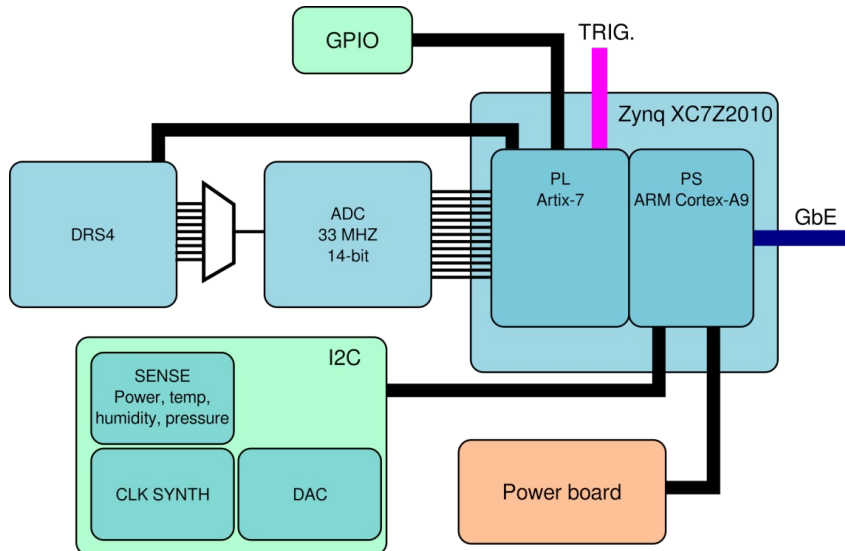 GPIO
TRIG.
Zynq XC7Z2010
DRS4
ADC
33 MHZ
14-bit
PL
Artix-7
PS
ARM Cortex-A9
GbE
I2C
SENSE
Power, temp,
humidity, pressure
CLK SYNTH
DAC
Power board